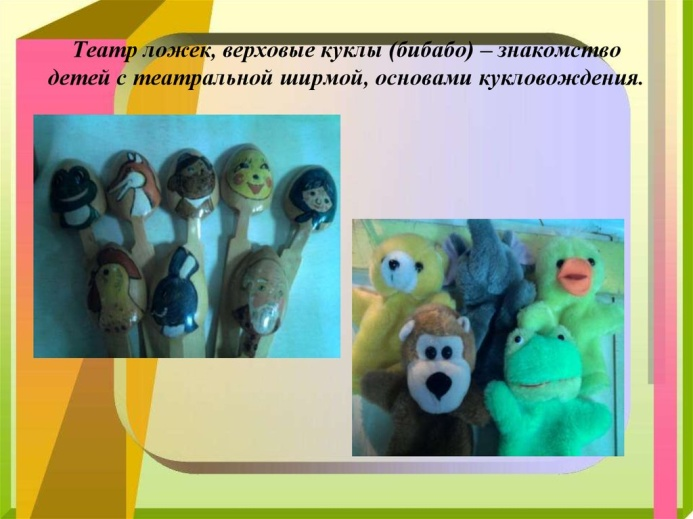 Театр ложек, верховые куклы (бибабо) – знакомство
детей с театральной ширмой, основами кукловождения.